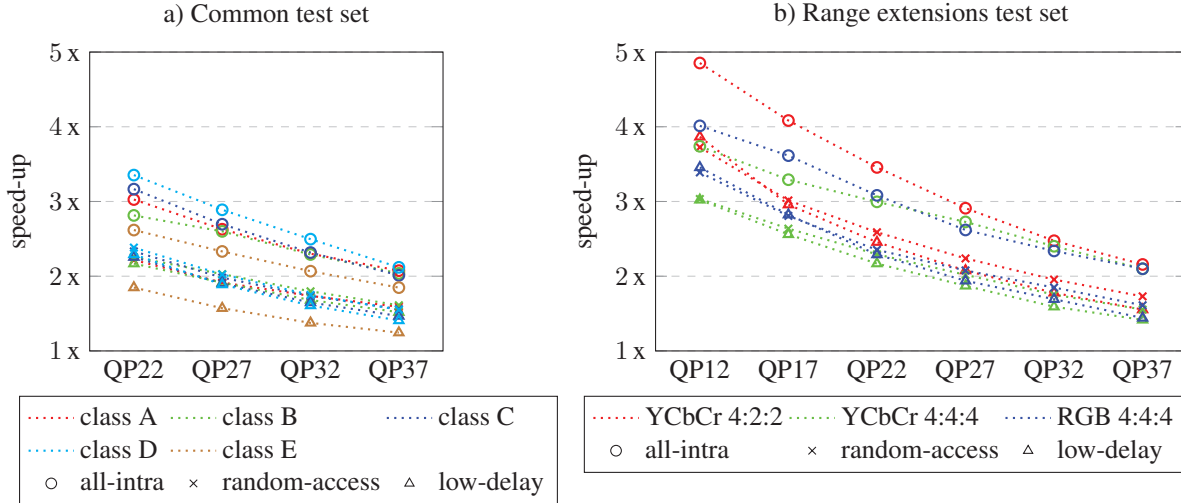 a) Common test set
5 x
4 x
3 x
2 x
1 x
speed-up
QP22 QP27 QP32 QP37
class A class B class C
class D class E
all-intra random-access low-delay
b) Range extensions test set
5 x
4 x
3 x
2 x
1 x
speed-up
QP12 QP17 QP22 QP27 QP32 QP37
YCbCr 4:2:2 YCbCr 4:4:4 RGB 4:4:4
all-intra random-access low-delay